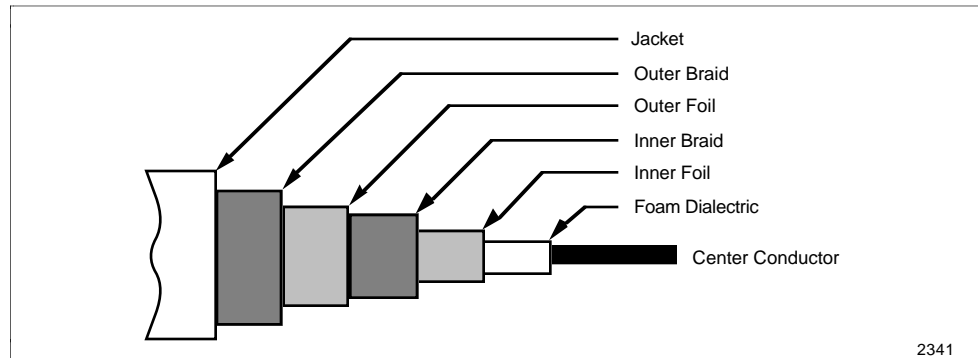 Jacket
Outer Braid
Outer Foil
Inner Braid
Inner Foil
Foam Dialectric
Center Conductor
2341